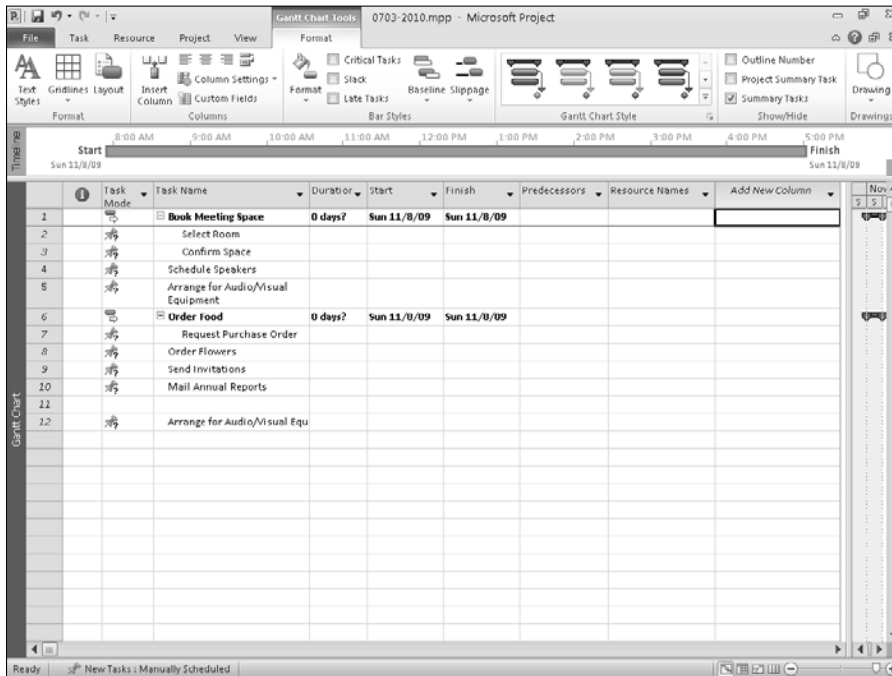 Gantt Chart Tools 0703-2010.mpp - Microsoft Project
File Task Resource Project View Format
Text Styles Gridlines Layout
Format
Insert Column
Column Settings
Custom Fields
Columns
Format
Critical Tasks
Slack
Late Tasks
Baseline Slippage
Bar Styles
Gantt Chart Style
Outline Number
Project Summary Task
Summary Tasks
Show/Hide
Drawing
Drawings
Timeline
8:00 AM 9:00 AM 10:00 AM 11:00 AM 12:00 PM 1:00 PM 2:00 PM 3:00 PM 4:00 PM 5:00 PM
Start Finish
Sun 11/8/09 Sun 11/8/09
Task Mode Task Name Duration Start Finish Predecessors Resource Names Add New Column Nov
S S
1 Book Meeting Space 0 days? Sun 11/8/09 Sun 11/8/09
2 Select Room
3 Confirm Space
4 Schedule Speakers
5 Arrange for Audio/Visual
Equipment
6 Order Food 0 days? Sun 11/8/09 Sun 11/8/09
7 Request Purchase Order
8 Order Flowers
9 Send Invitations
10 Mail Annual Reports
11
12 Arrange for Audio/Visual Equ
Gantt Chart
Ready New Tasks : Manually Scheduled